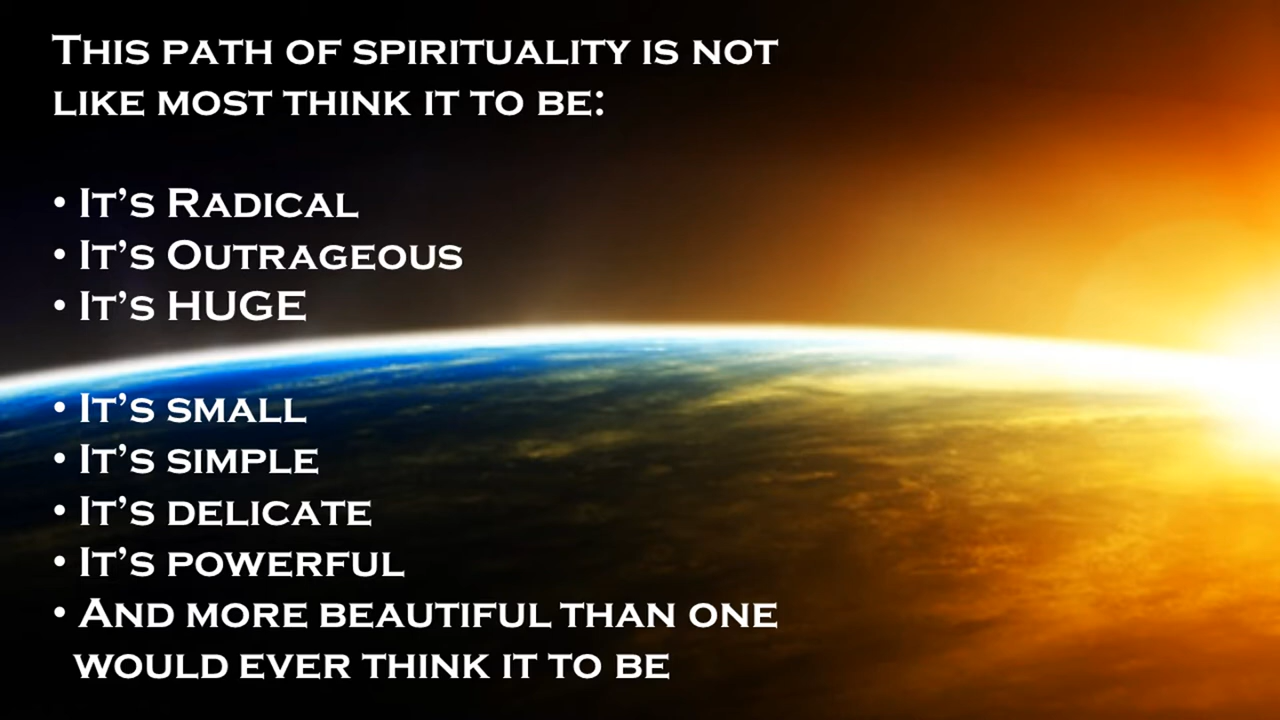 This path of spirituality is not
like most think it to be:
• It’s Radical
• It’s Outrageous
• It’s HUGE
• It’s small
• It’s simple
• It’s delicate
• It’s powerful
• And more beautiful than one
would ever think it to be